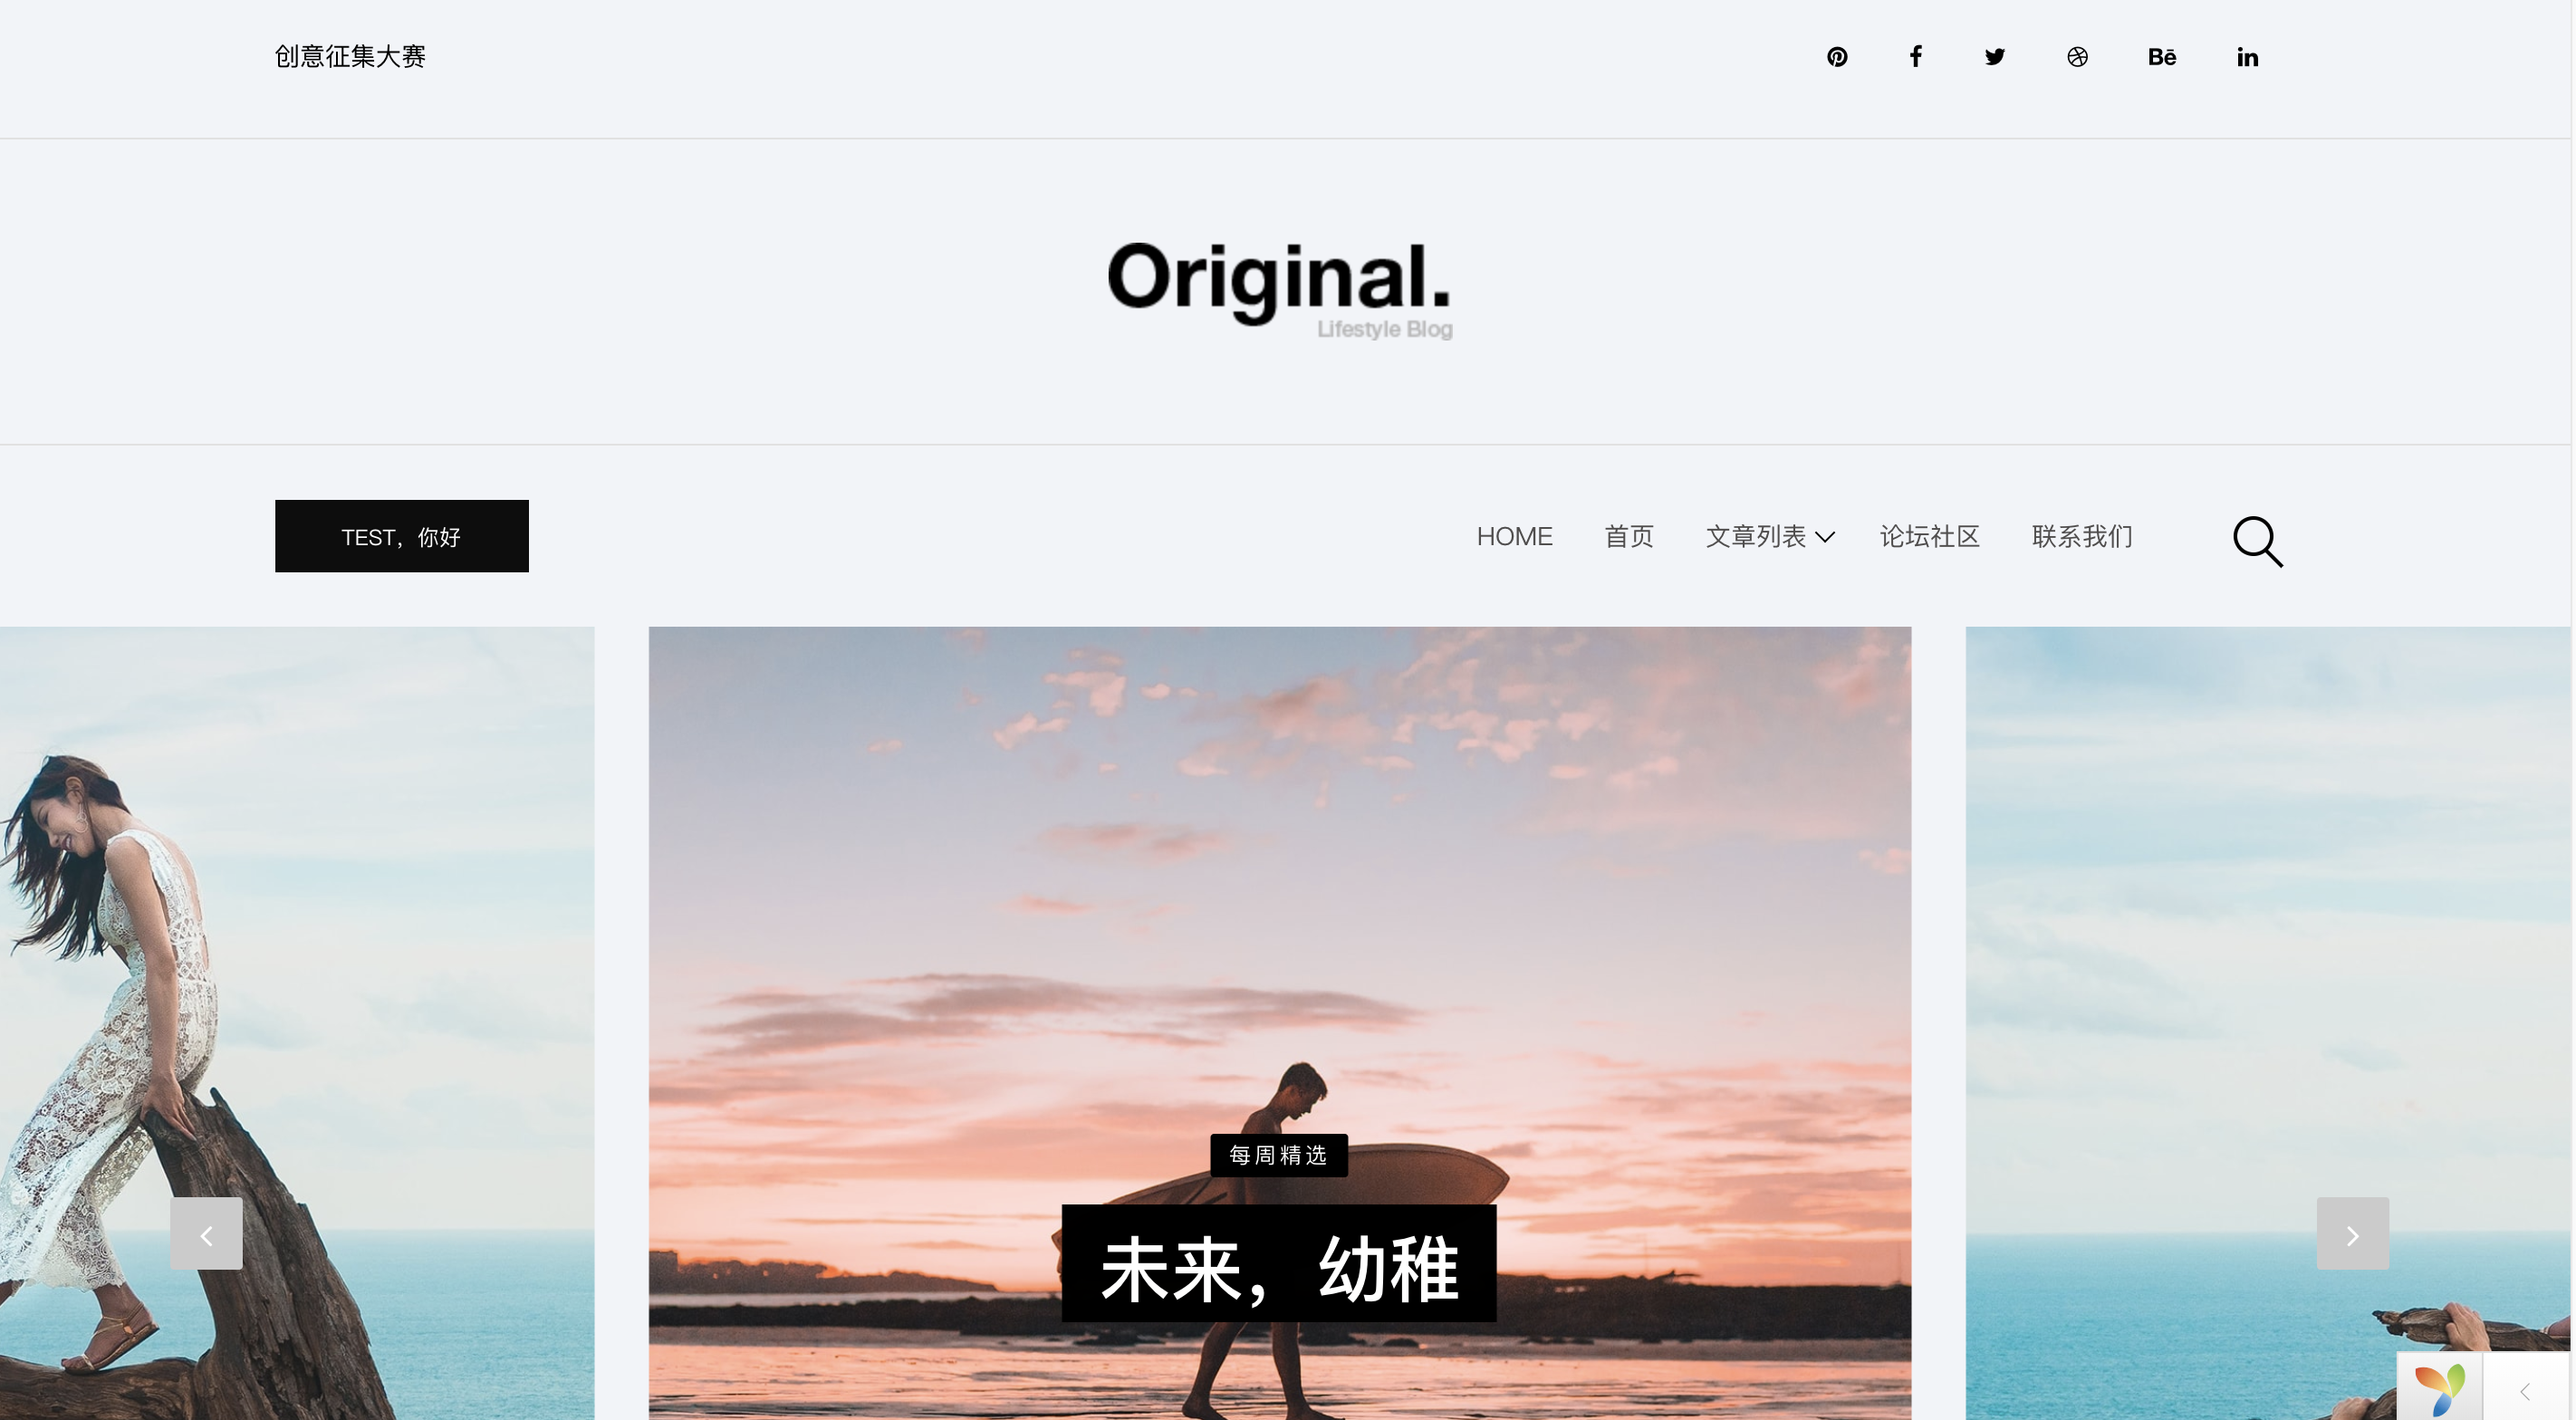 创意征集大赛
Bē
in
Original.
Lifestyle Blog
TEST，你好
HOME 首页 文章列表 论坛社区 联系我们
每周精选
未来， 幼稚